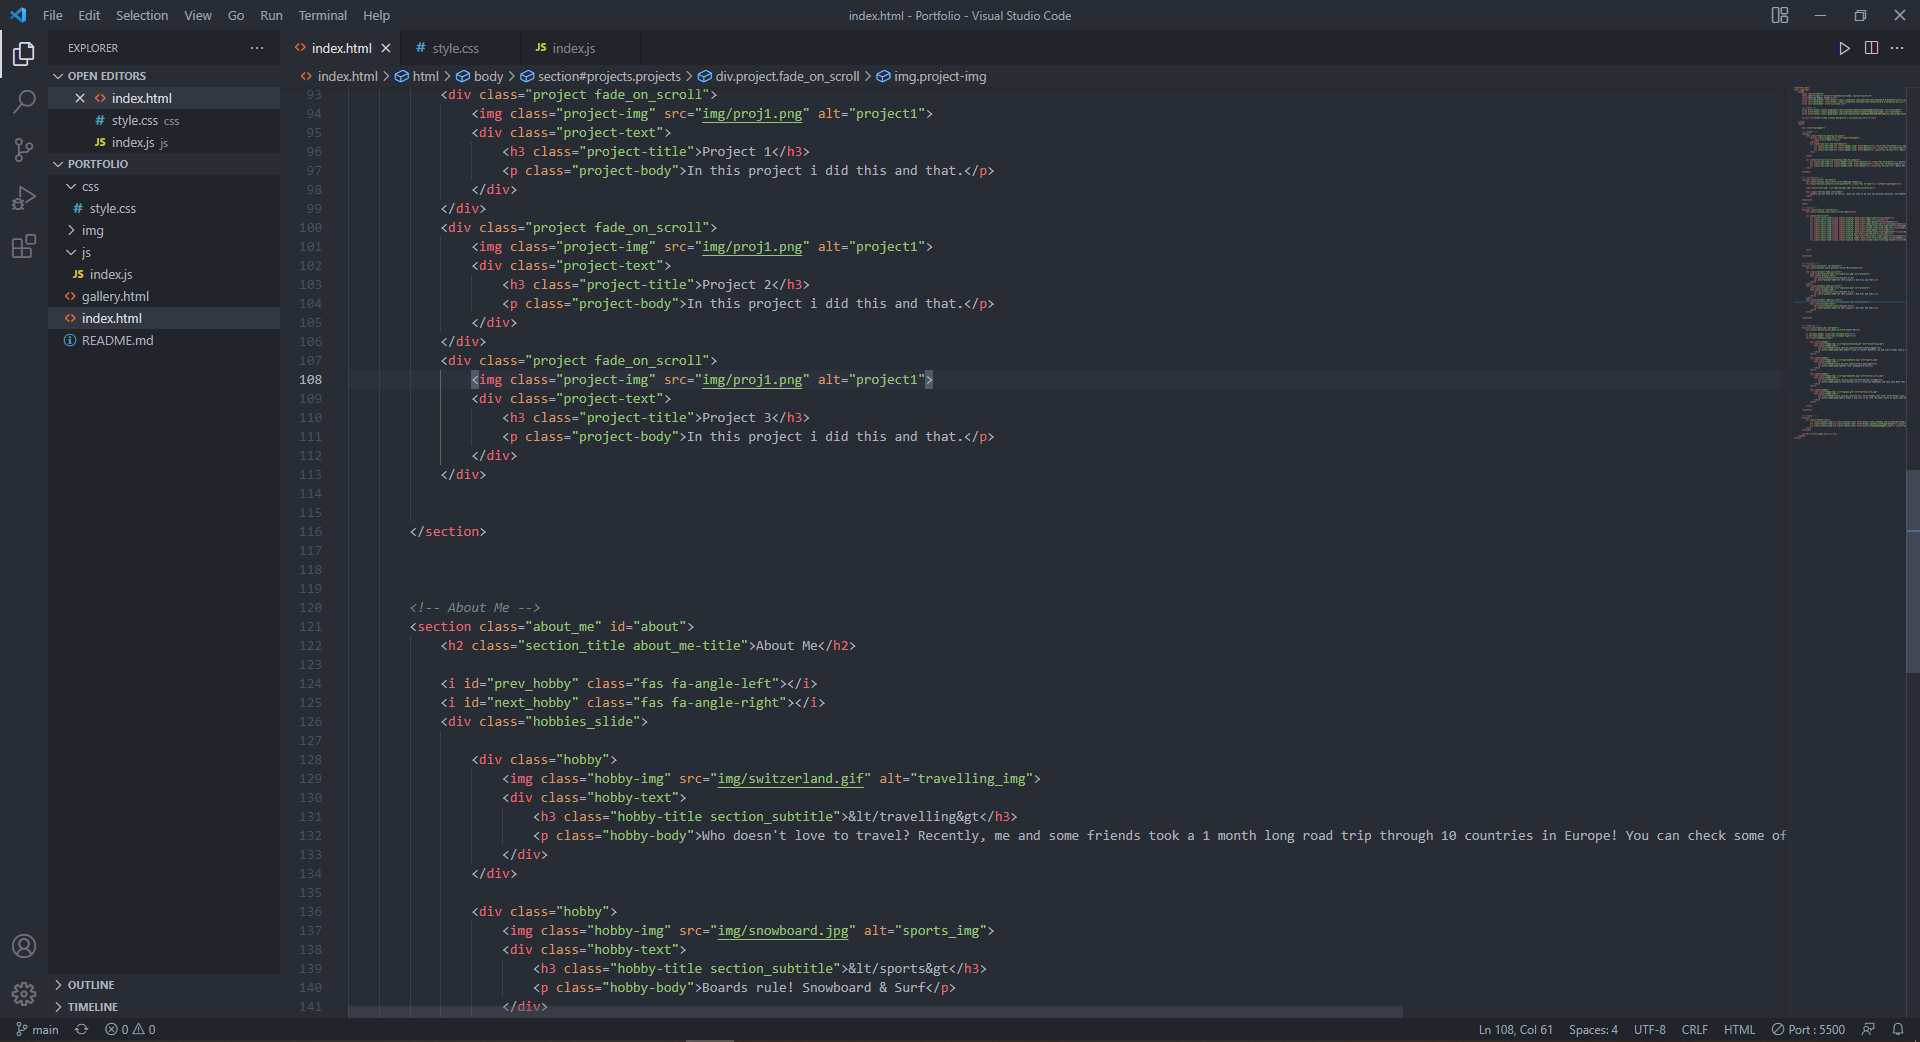 File Edit Selection View Go Run Terminal Help
index.html - Portfolio - Visual Studio Code
EXPLORER
OPEN EDITORS
index.html
style.css css
index.js js
PORTFOLIO
css
style.css
img
js
index.js
gallery.html
index.html
README.md
OUTLINE
TIMELINE
index.html style.css index.js
index.html > html > body > section#projects.projects > div.project.fade_on_scroll > img.project-img
93 <div class="project fade_on_scroll">
94 <img class="project-img" src="img/proj1.png" alt="project1">
95 <div class="project-text">
96 <h3 class="project-title">Project 1</h3>
97 <p class="project-body">In this project i did this and that.</p>
98 </div>
99 </div>
100 <div class="project fade_on_scroll">
101 <img class="project-img" src="img/proj1.png" alt="project1">
102 <div class="project-text">
103 <h3 class="project-title">Project 2</h3>
104 <p class="project-body">In this project i did this and that.</p>
105 </div>
106 </div>
107 <div class="project fade_on_scroll">
108 <img class="project-img" src="img/proj1.png" alt="project1">
109 <div class="project-text">
110 <h3 class="project-title">Project 3</h3>
111 <p class="project-body">In this project i did this and that.</p>
112 </div>
113 </div>
114
115
116 </section>
117
118
119
120 <!-- About Me -->
121 <section class="about_me" id="about">
122 <h2 class="section_title about_me-title">About Me</h2>
123
124 <i id="prev_hobby" class="fas fa-angle-left"></i>
125 <i id="next_hobby" class="fas fa-angle-right"></i>
126 <div class="hobbies_slide">
127
128 <div class="hobby">
129 <img class="hobby-img" src="img/switzerland.gif" alt="travelling_img">
130 <div class="hobby-text">
131 <h3 class="hobby-title section_subtitle">&lt/travelling&gt</h3>
132 <p class="hobby-body">Who doesn't love to travel? Recently, me and some friends took a 1 month long road trip through 10 countries in Europe! You can check some of
133 </div>
134 </div>
135
136 <div class="hobby">
137 <img class="hobby-img" src="img/snowboard.jpg" alt="sports_img">
138 <div class="hobby-text">
139 <h3 class="hobby-title section_subtitle">&lt/sports&gt</h3>
140 <p class="hobby-body">Boards rule! Snowboard & Surf</p>
141 </div>
main 0 0 Ln 108, Col 61 Spaces: 4 UTF-8 CRLF HTML Port : 5500